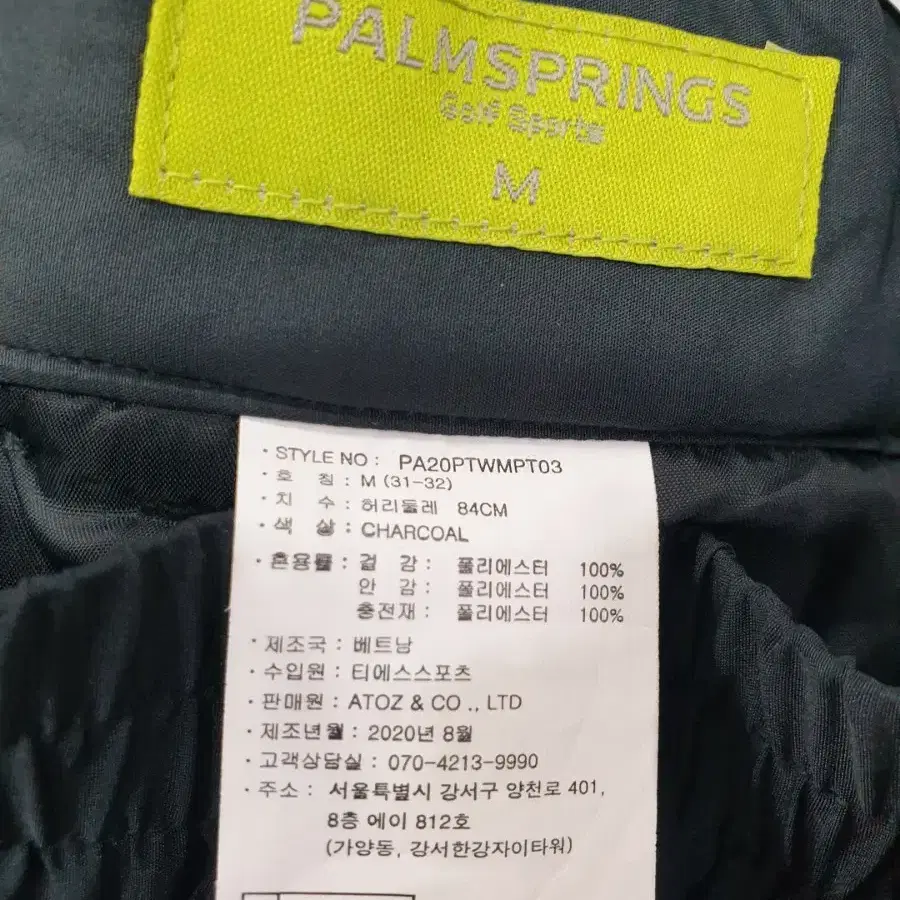 PALMSPRINGS
Golf Sports
M
· STYLE NO : PA20PTWMPT03
· 호 칭 : M (31-32)
· 치 수 : 허리둘레 84CM
· 색 상 : CHARCOAL
· 혼용률 : 겉 감 : 폴리에스터 100%
안 감 : 폴리에스터 100%
충전재 : 폴리에스터 100%
· 제조국 : 베트남
· 수입원 : 티에스스포츠
· 판매원 : ATOZ & CO ., LTD
· 제조년월 : 2020년 8월
· 고객상담실 : 070-4213-9990
· 주소 : 서울특별시 강서구 양천로 401,
8층 에이 812호
(가양동, 강서한강자이타워)